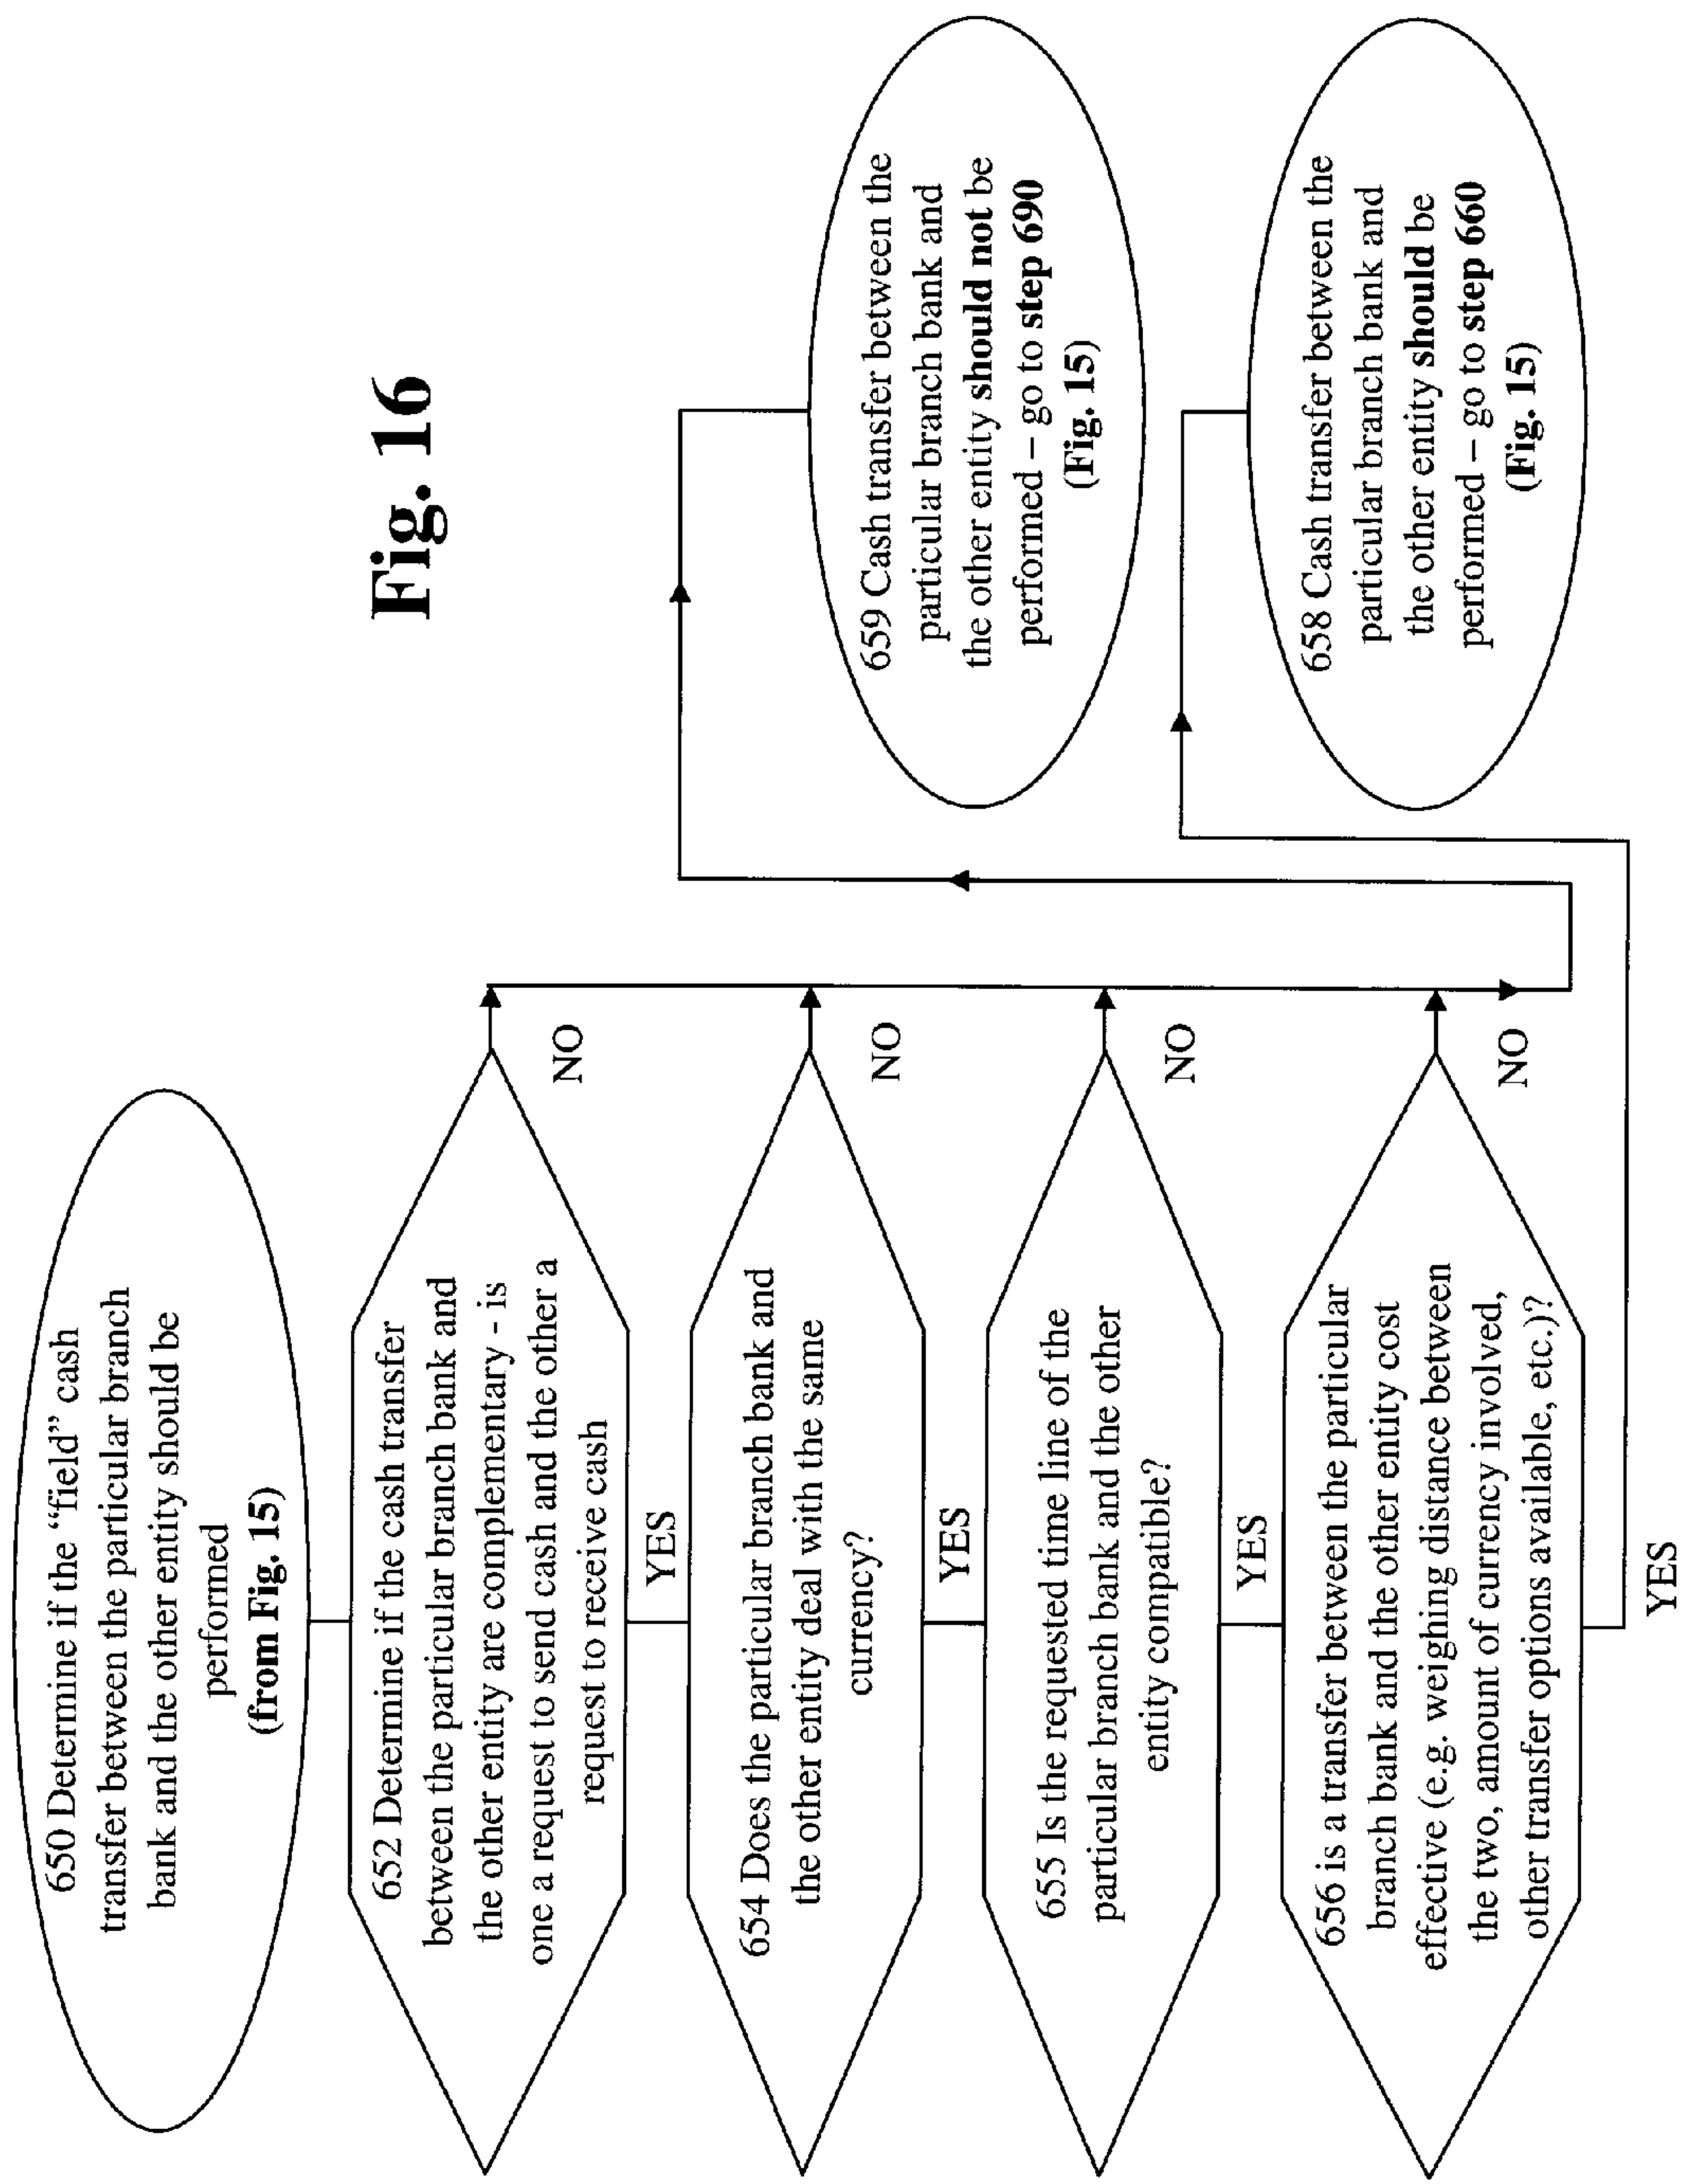 Fig. 16
650 Determine if the “field” cash
transfer between the particular branch
bank and the other entity should be
performed
(from Fig. 15)
652 Determine if the cash transfer
between the particular branch bank and
the other entity are complementary - is
one a request to send cash and the other a
request to receive cash
NO
YES
654 Does the particular branch bank and
the other entity deal with the same
currency?
NO
YES
655 Is the requested time line of the
particular branch bank and the other
entity compatible?
NO
YES
656 is a transfer between the particular
branch bank and the other entity cost
effective (e.g. weighing distance between
the two, amount of currency involved,
other transfer options available, etc.)?
NO
YES
659 Cash transfer between the
particular branch bank and
the other entity should not be
performed – go to step 690
(Fig. 15)
658 Cash transfer between the
particular branch bank and
the other entity should be
performed – go to step 660
(Fig. 15)